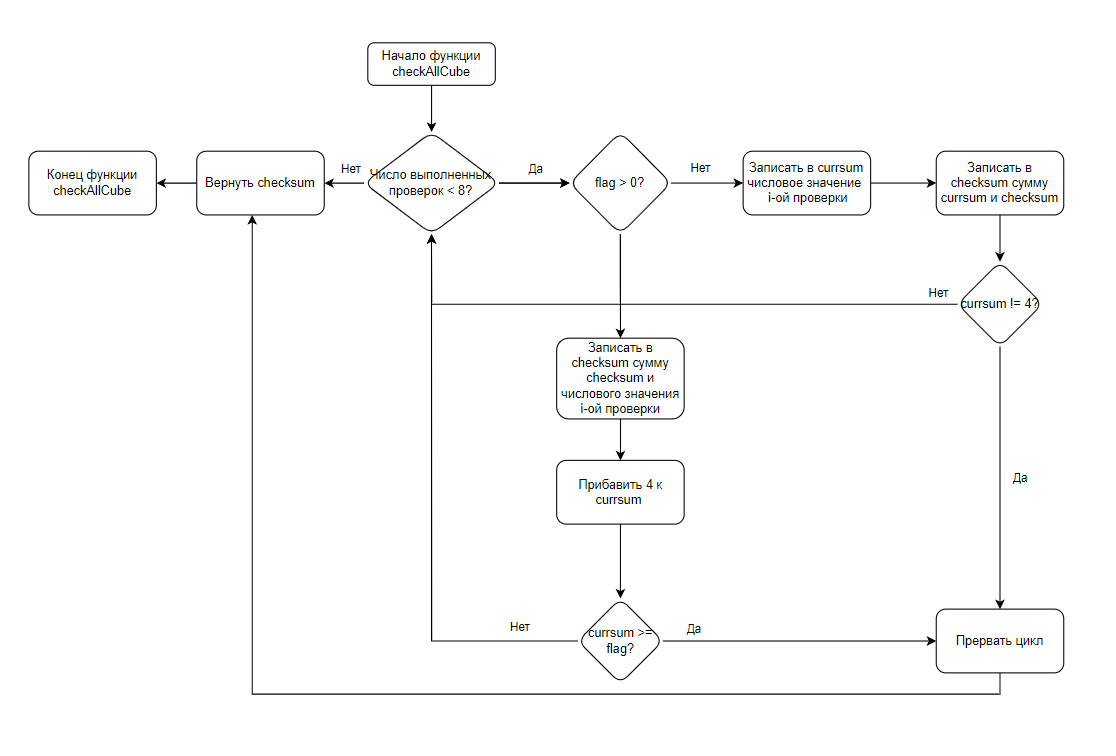 Начало функции
checkAllCube
Конец функции
checkAllCube
Вернуть checksum
Нет
Число выполненных
проверок < 8?
Да
flag > 0?
Нет
Записать в currsum
числовое значение
i-ой проверки
Записать в
checksum сумму
currsum и checksum
Нет
currsum != 4?
Записать в
checksum сумму
checksum и
числового значения
i-ой проверки
Да
Прибавить 4 к
currsum
Нет
currsum >=
flag?
Да
Прервать цикл